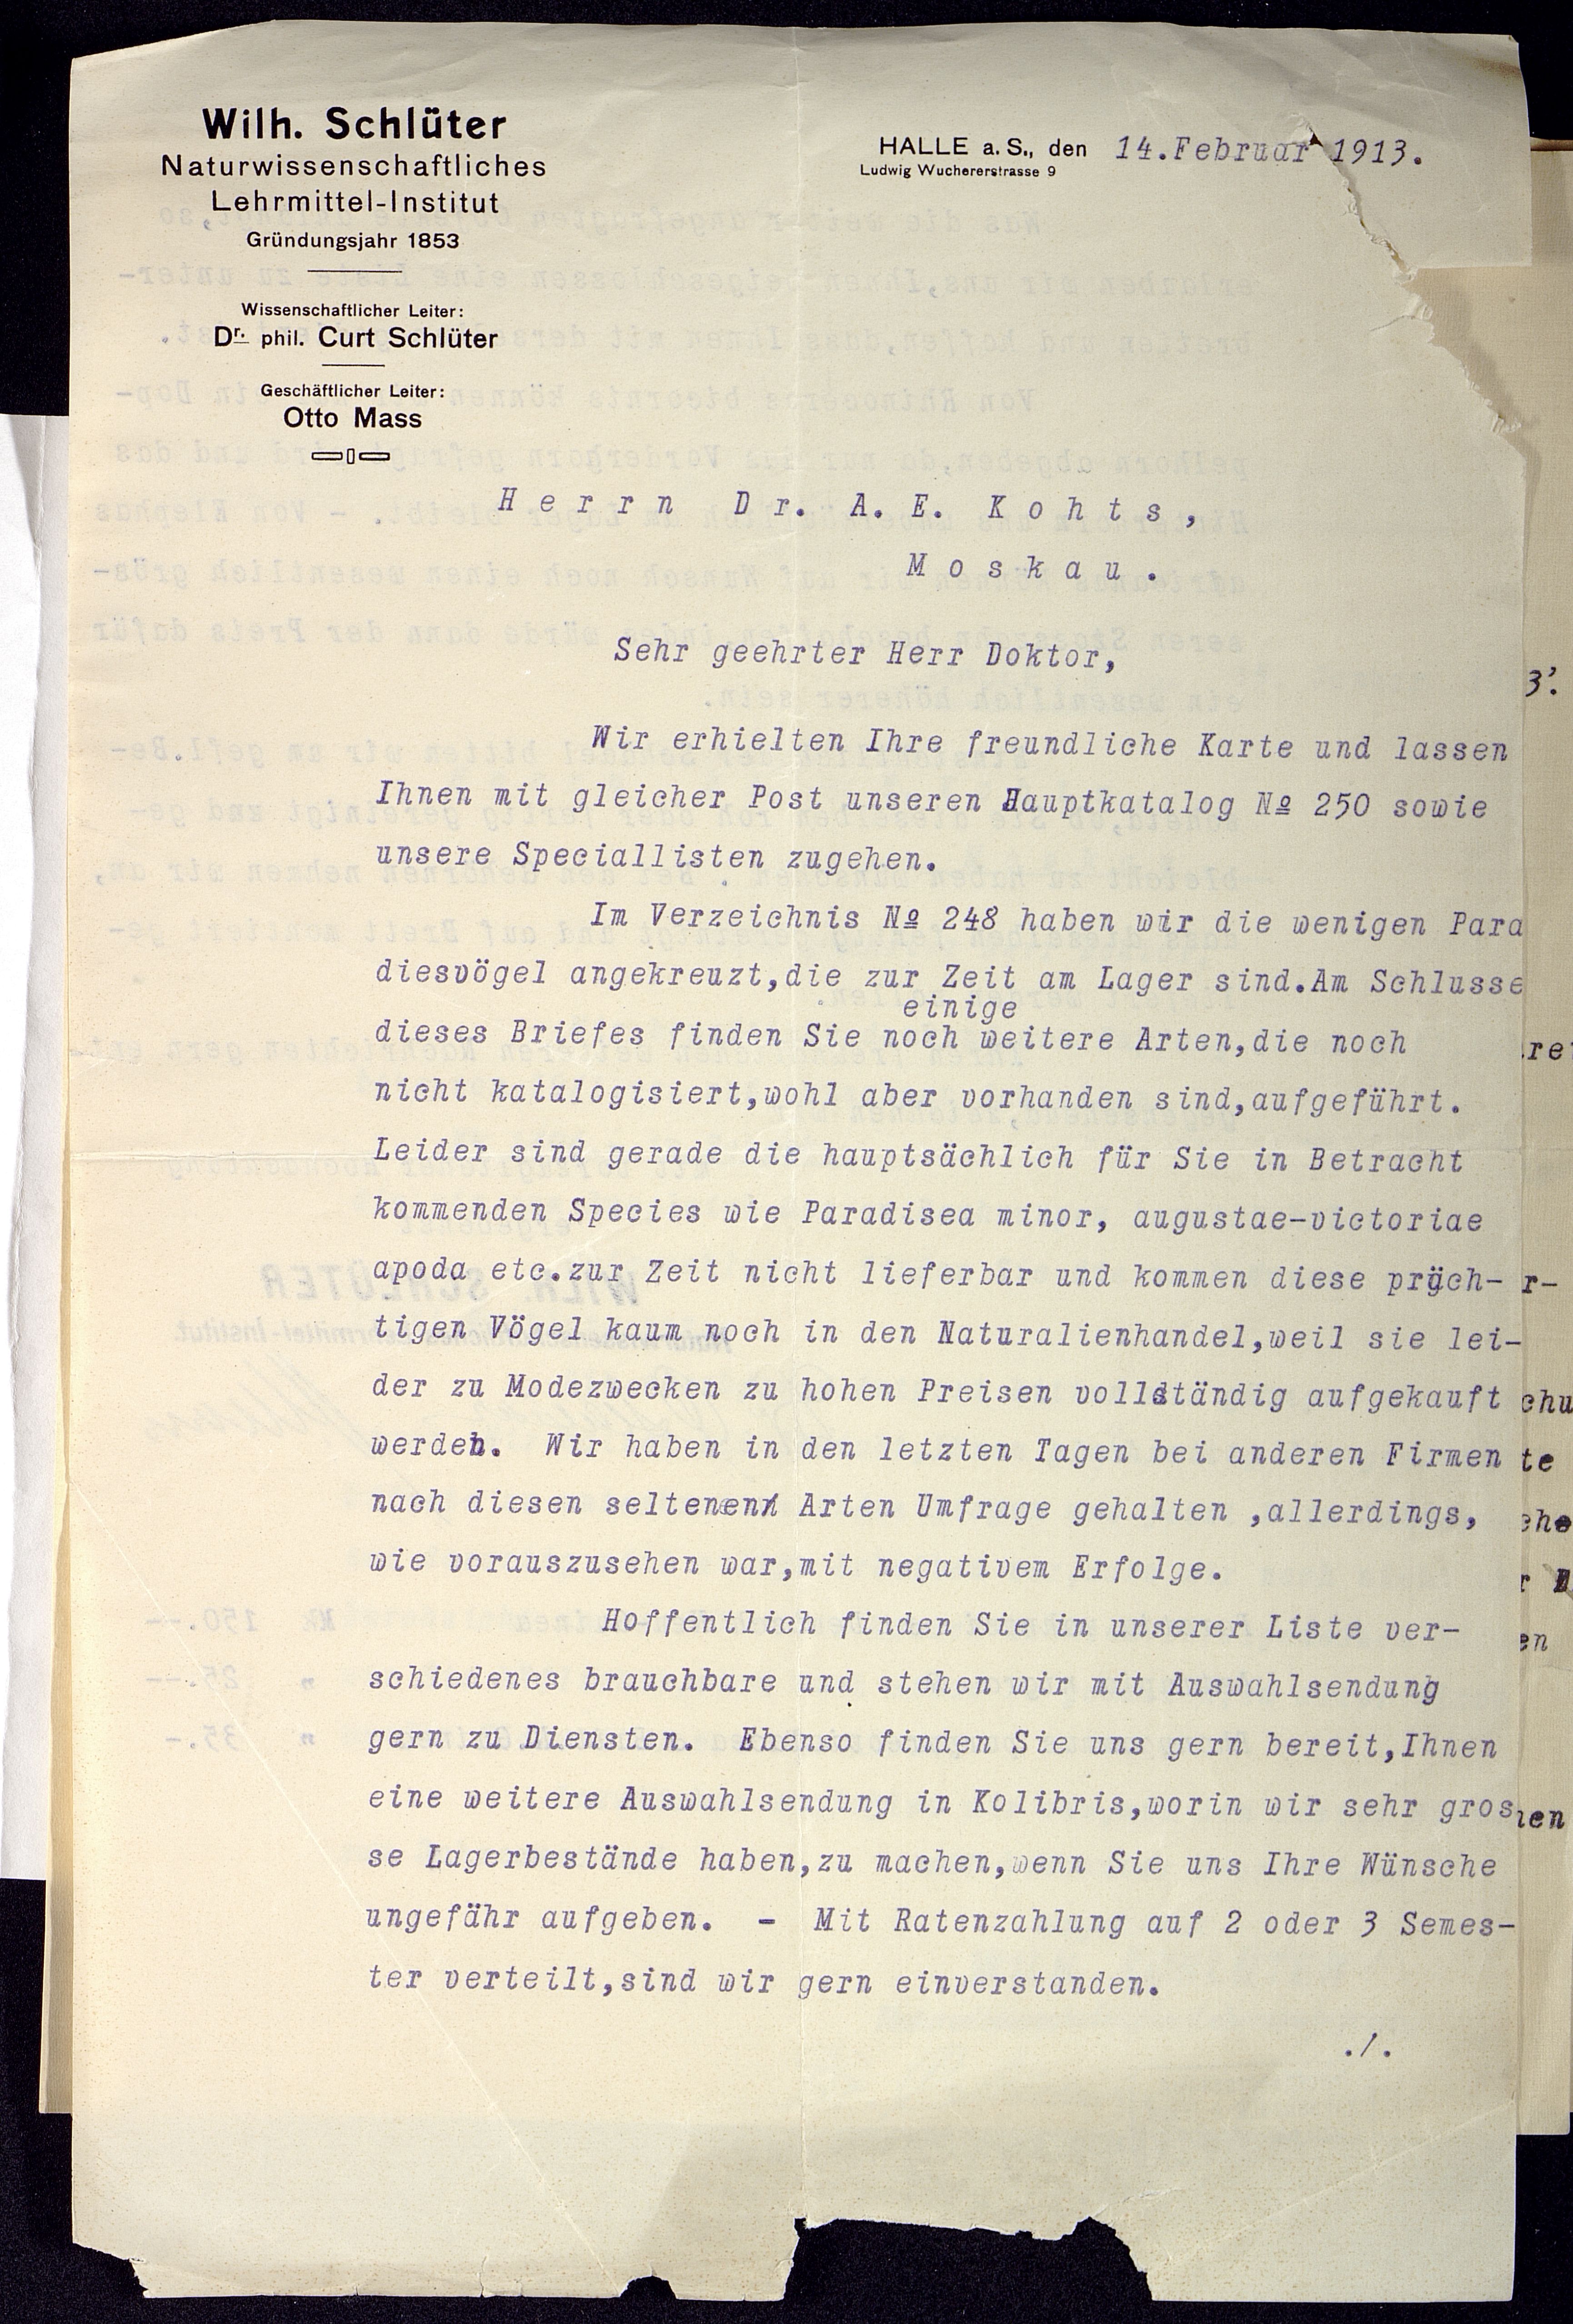 Wilh. Schlüter
Naturwissenschaftliches
Lehrmittel-Institut
Gründungsjahr 1853
Wissenschaftlicher Leiter:
Dr. phil. Curt Schlüter
Geschäftlicher Leiter:
Otto Mass
HALLE a. S., den 14.Februar 1913.
Ludwig Wuchererstrasse 9
Herrn Dr. A. E. Kohts,
Moskau.
Sehr geehrter Herr Doktor,
Wir erhielten Ihre freundliche Karte und lassen
Ihnen mit gleicher Post unseren Hauptkatalog № 250 sowie
unsere Speciallisten zugehen.
Im Verzeichnis № 248 haben wir die wenigen Para
diesvögel angekreuzt,die zur Zeit am Lager sind.Am Schlusse
einige
dieses Briefes finden Sie noch weitere Arten,die noch
nicht katalogisiert,wohl aber vorhanden sind,aufgeführt.
Leider sind gerade die hauptsächlich für Sie in Betracht
kommenden Species wie Paradisea minor, augustae-victoriae
apoda etc.zur Zeit nicht lieferbar und kommen diese präch-
tigen Vögel kaum noch in den Naturalienhandel,weil sie lei-
der zu Modezwecken zu hohen Preisen vollständig aufgekauft
werden. Wir haben in den letzten Tagen bei anderen Firmen
nach diesen seltenen Arten Umfrage gehalten ,allerdings,
wie vorauszusehen war,mit negativem Erfolge.
Hoffentlich finden Sie in unserer Liste ver-
schiedenes brauchbare und stehen wir mit Auswahlsendung
gern zu Diensten. Ebenso finden Sie uns gern bereit,Ihnen
eine weitere Auswahlsendung in Kolibris,worin wir sehr gros
se Lagerbestände haben,zu machen,wenn Sie uns Ihre Wünsche
ungefähr aufgeben. - Mit Ratenzahlung auf 2 oder 3 Semes-
ter verteilt,sind wir gern einverstanden.
./.